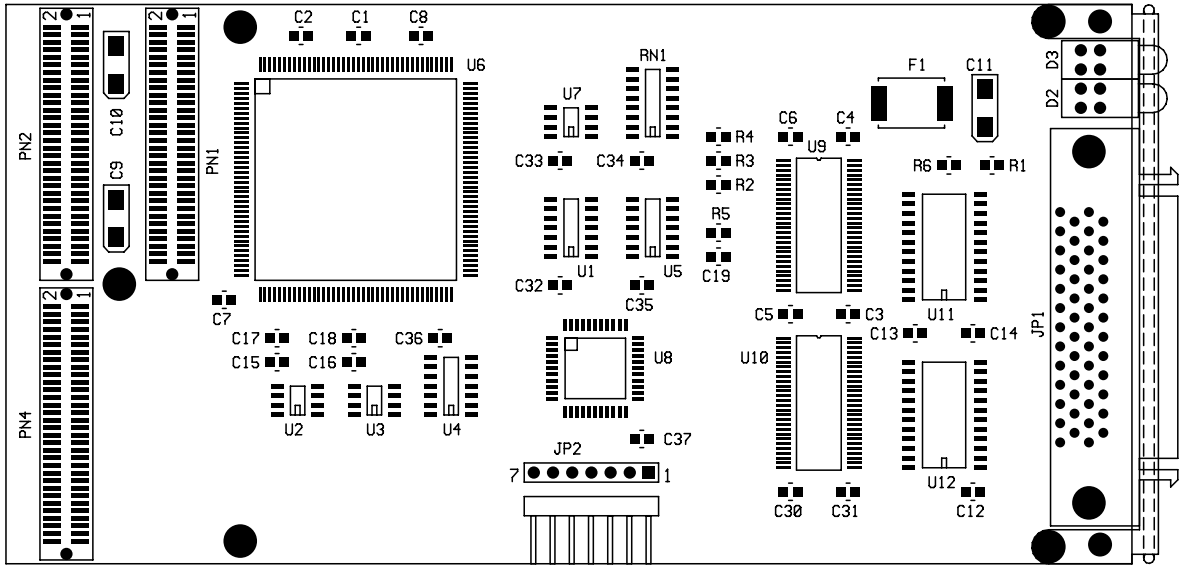 2 1
2 1
C2 C1 C8
U6
RN1
F1
C11
D3
D2
U7
C10
PN2
PN1
C9
C33
C34
R4
R3
R2
C6 C4
U9
R6 R1
R5
C19
U1
U5
C32
C35
C7
2 1
C5 C3
U11
JP1
C17 C18 C36
C15 C16
C13 C14
U8
U10
PN4
U2 U3 U4
C37
JP2
7 1
U12
C30 C31 C12